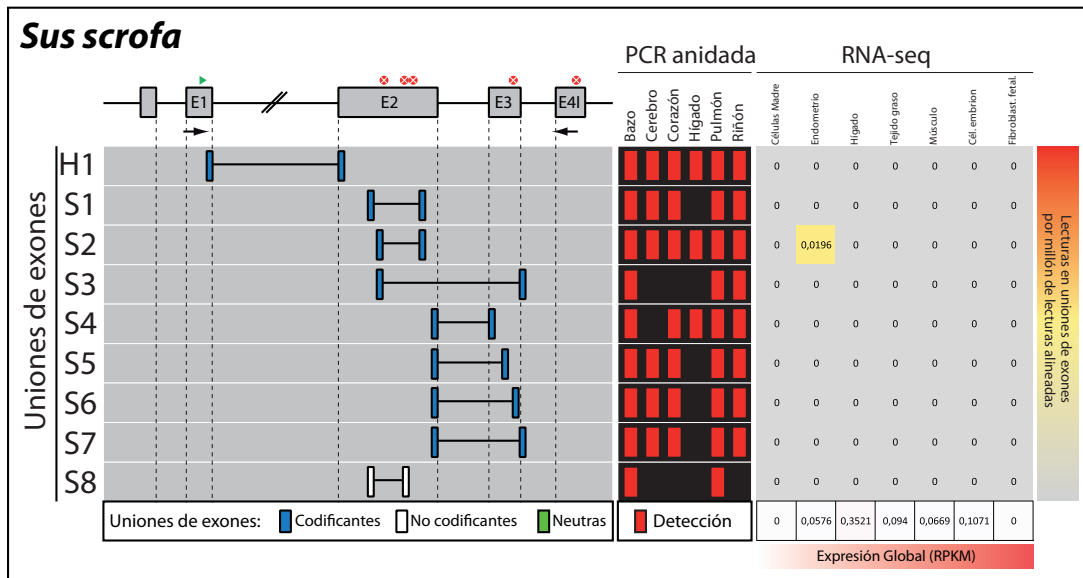 Sus scrofa
PCR anidada
RNA-seq
E1
E2
E3
E4I
Bazo
Cerebro
Corazón
Hígado
Pulmón
Riñón
Células Madre
Endometrio
Hígado
Tejido graso
Músculo
Cél. embrion
Fibroblast. fetal.
Uniones de exones
H1
0 0 0 0 0 0 0
S1
0 0 0 0 0 0 0
S2
0 0,0196 0 0 0 0 0
S3
0 0 0 0 0 0 0
S4
0 0 0 0 0 0 0
S5
0 0 0 0 0 0 0
S6
0 0 0 0 0 0 0
S7
0 0 0 0 0 0 0
S8
0 0 0 0 0 0 0
Lecturas en uniones de exones
por millón de lecturas alineadas
Uniones de exones: Codificantes No codificantes Neutras
Detección
0 0,0576 0,3521 0,094 0,0669 0,1071 0
Expresión Global (RPKM)